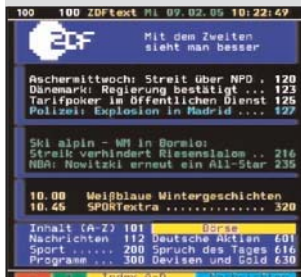 100 100 ZDFtext Mi 09.02.05 10:22:49
ZDF
Mit dem Zweiten
sieht man besser
Aschermittwoch: Streit über NPD . 120
Dänemark: Regierung bestätigt ... 123
Tarifpoker im Öffentlichen Dienst 125
Polizei: Explosion in Madrid .... 127
Ski alpin - WM in Bormio:
Streik verhindert Riesenslalom .. 216
NBA: Nowitzki erneut ein All-Star 235
10.00 Weißblaue Wintergeschichten
10.45 SPORTextra .............. 320
Inhalt (A-Z) 101 Börse
Nachrichten 112 Deutsche Aktien 601
Sport ...... 200 Spruch des Tages 616
Programm ... 300 Devisen und Gold 630